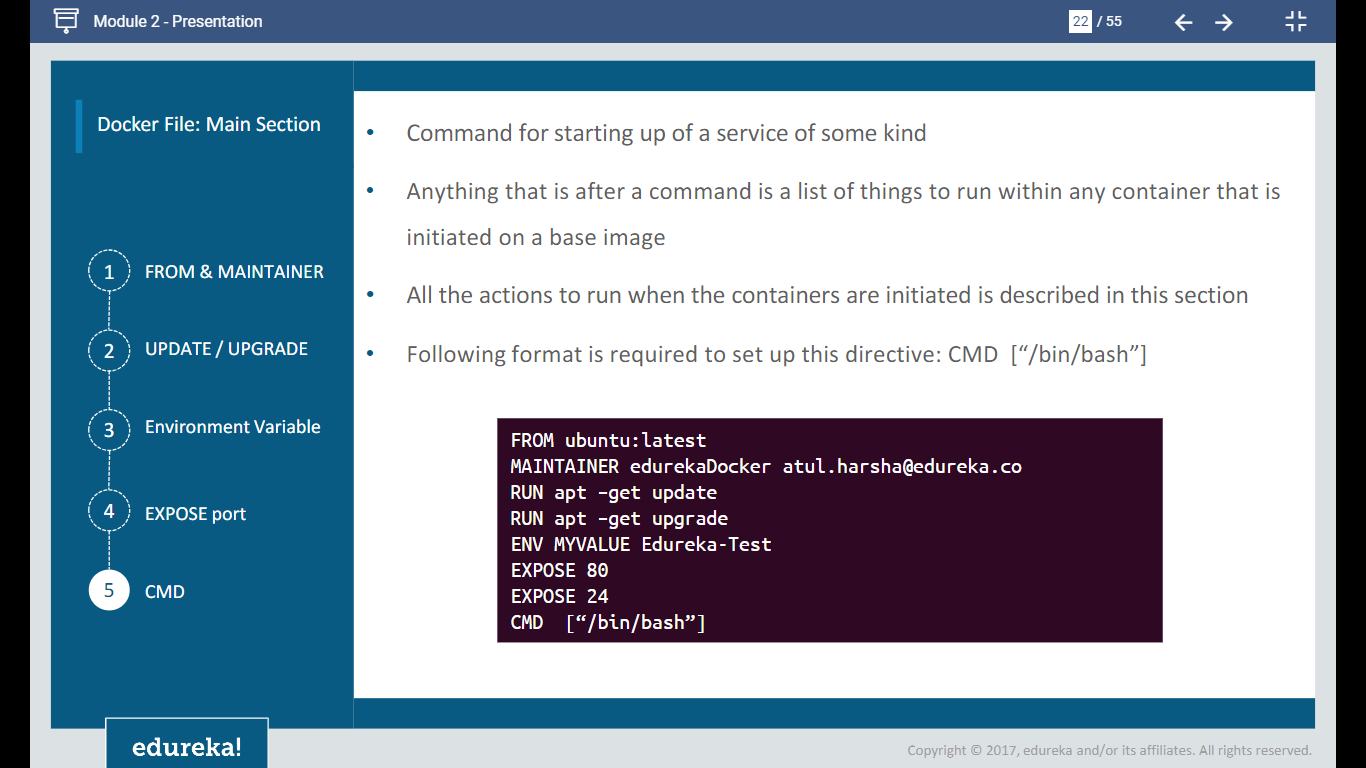 Module 2 - Presentation
22 / 55
Docker File: Main Section
1 FROM & MAINTAINER
2 UPDATE / UPGRADE
3 Environment Variable
4 EXPOSE port
5 CMD
• Command for starting up of a service of some kind
• Anything that is after a command is a list of things to run within any container that is
initiated on a base image
• All the actions to run when the containers are initiated is described in this section
• Following format is required to set up this directive: CMD [“/bin/bash”]
FROM ubuntu:latest
MAINTAINER edurekaDocker atul.harsha@edureka.co
RUN apt –get update
RUN apt –get upgrade
ENV MYVALUE Edureka-Test
EXPOSE 80
EXPOSE 24
CMD [“/bin/bash”]
edureka!
Copyright © 2017, edureka and/or its affiliates. All rights reserved.